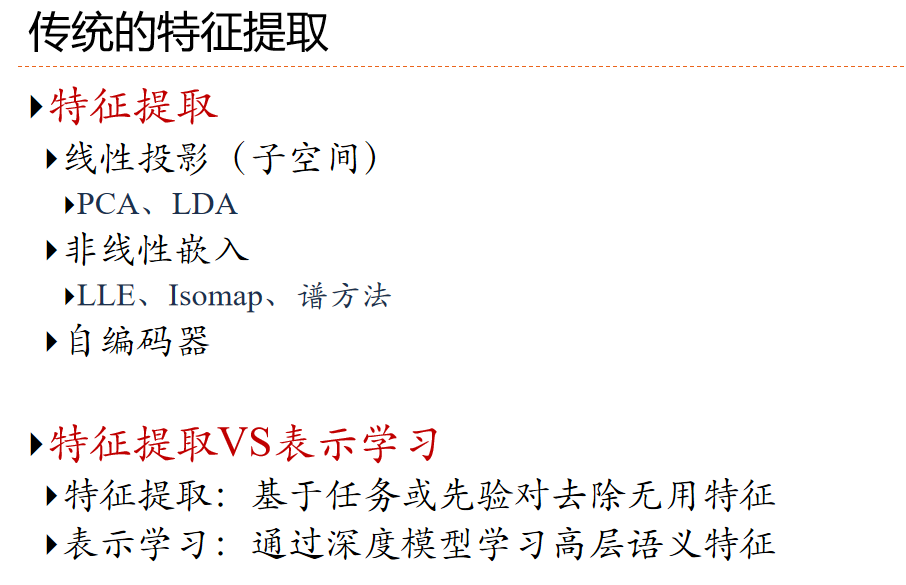 传统的特征提取
特征提取
线性投影（子空间）
PCA、LDA
非线性嵌入
LLE、Isomap、谱方法
自编码器
特征提取VS表示学习
特征提取：基于任务或先验对去除无用特征
表示学习：通过深度模型学习高层语义特征